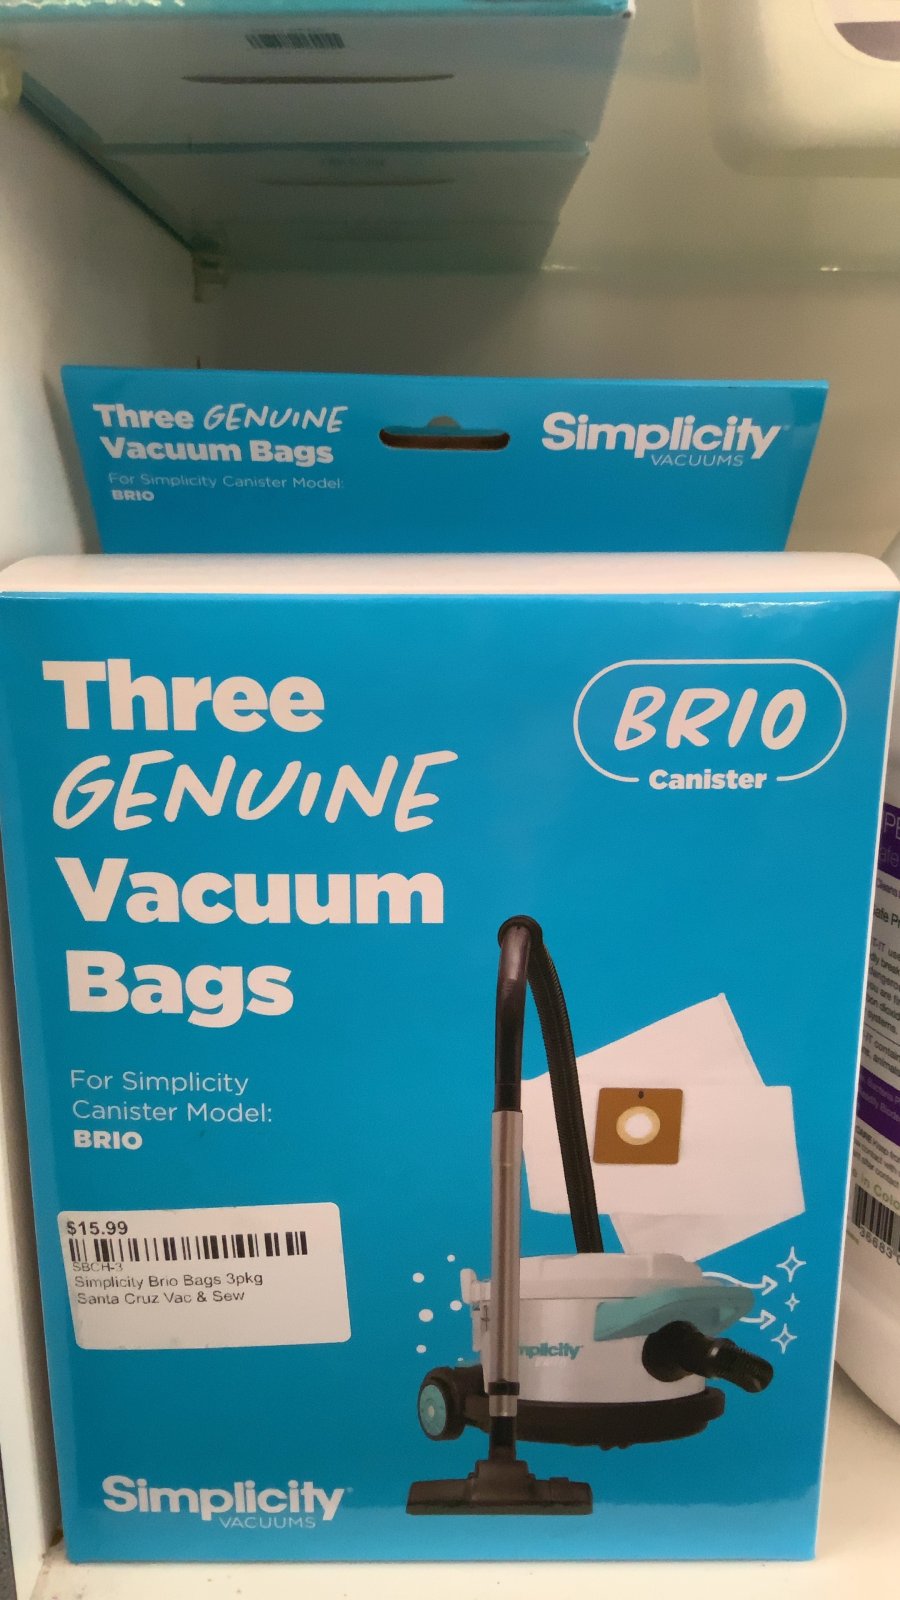 Three GENUINE
Vacuum Bags
For Simplicity Canister Model:
BRIO
Simplicity
VACUUMS
Three
GENUINE
Vacuum
Bags
BRIO
Canister
For Simplicity
Canister Model:
BRIO
$15.99
SBCH-3
Simplicity Brio Bags 3pkg
Santa Cruz Vac & Sew
Simplicity
VACUUMS